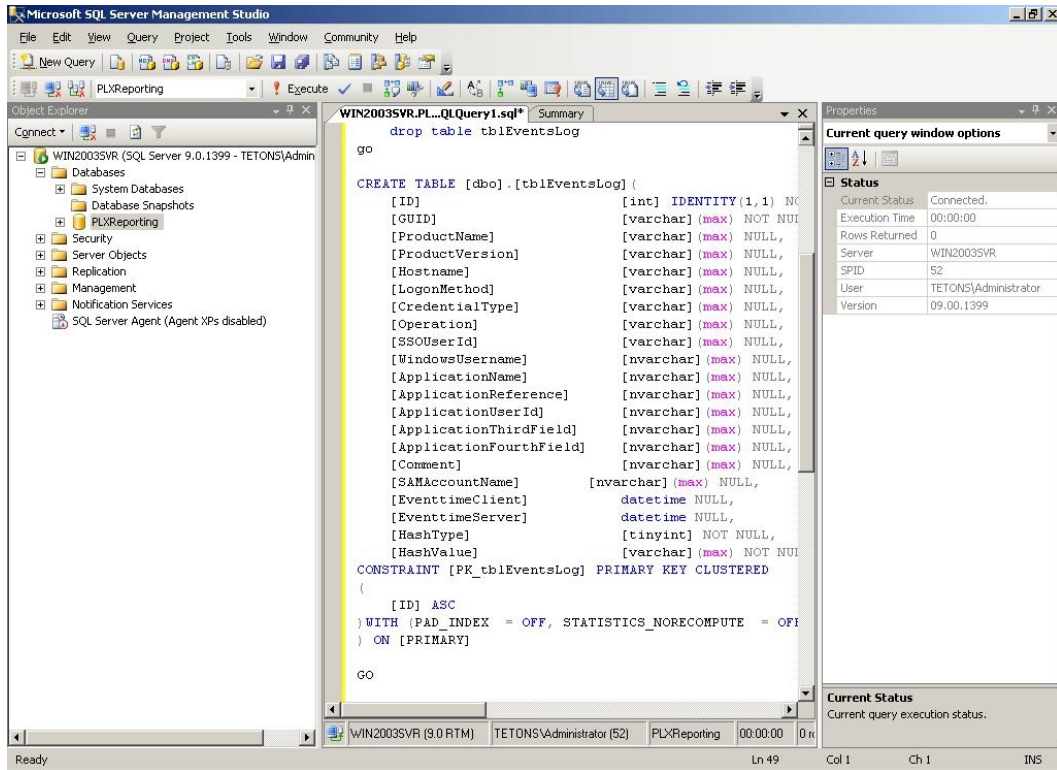 Microsoft SQL Server Management Studio
File Edit View Query Project Tools Window Community Help
New Query
PLXReporting Execute
Object Explorer
Connect
WIN2003SVR (SQL Server 9.0.1399 - TETONS\Admin
Databases
System Databases
Database Snapshots
PLXReporting
Security
Server Objects
Replication
Management
Notification Services
SQL Server Agent (Agent XPs disabled)
WIN2003SVR.PL...QLQuery1.sql* Summary
drop table tblEventsLog
go
CREATE TABLE [dbo].[tblEventsLog](
[ID] [int] IDENTITY(1,1) NO
[GUID] [varchar](max) NOT NUL
[ProductName] [varchar](max) NULL,
[ProductVersion] [varchar](max) NULL,
[Hostname] [varchar](max) NULL,
[LogonMethod] [varchar](max) NULL,
[CredentialType] [varchar](max) NULL,
[Operation] [varchar](max) NULL,
[SSOUserId] [varchar](max) NULL,
[WindowsUsername] [nvarchar](max) NULL,
[ApplicationName] [nvarchar](max) NULL,
[ApplicationReference] [nvarchar](max) NULL,
[ApplicationUserId] [nvarchar](max) NULL,
[ApplicationThirdField] [nvarchar](max) NULL,
[ApplicationFourthField] [nvarchar](max) NULL,
[Comment] [nvarchar](max) NULL,
[SAMAccountName] [nvarchar](max) NULL,
[EventtimeClient] datetime NULL,
[EventtimeServer] datetime NULL,
[HashType] [tinyint] NOT NULL,
[HashValue] [varchar](max) NOT NUL
CONSTRAINT [PK_tblEventsLog] PRIMARY KEY CLUSTERED
(
[ID] ASC
)WITH (PAD_INDEX = OFF, STATISTICS_NORECOMPUTE = OFF
) ON [PRIMARY]
GO
WIN2003SVR (9.0 RTM) TETONS\Administrator (52) PLXReporting 00:00:00 0
Properties
Current query window options
Status
Current Status Connected.
Execution Time 00:00:00
Rows Returned 0
Server WIN2003SVR
SPID 52
User TETONS\Administrator
Version 09.00.1399
Current Status
Current query execution status.
Ready Ln 49 Col 1 Ch 1 INS